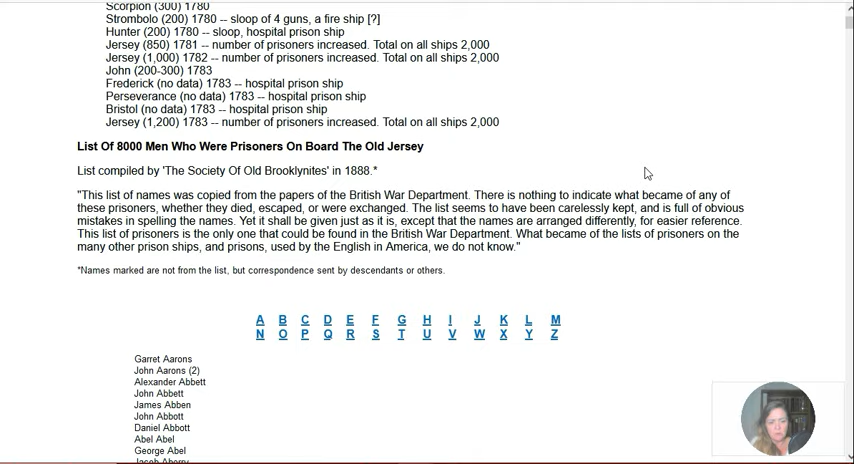 Scorpion (300) 1780
Strombolo (200) 1780 -- sloop of 4 guns, a fire ship [?]
Hunter (200) 1780 -- sloop, hospital prison ship
Jersey (850) 1781 -- number of prisoners increased. Total on all ships 2,000
Jersey (1,000) 1782 -- number of prisoners increased. Total on all ships 2,000
John (200-300) 1783
Frederick (no data) 1783 -- hospital prison ship
Perseverance (no data) 1783 -- hospital prison ship
Bristol (no data) 1783 -- hospital prison ship
Jersey (1,200) 1783 -- number of prisoners increased. Total on all ships 2,000
List Of 8000 Men Who Were Prisoners On Board The Old Jersey
List compiled by 'The Society Of Old Brooklynites' in 1888.*
"This list of names was copied from the papers of the British War Department. There is nothing to indicate what became of any of
these prisoners, whether they died, escaped, or were exchanged. The list seems to have been carelessly kept, and is full of obvious
mistakes in spelling the names. Yet it shall be given just as it is, except that the names are arranged differently, for easier reference.
This list of prisoners is the only one that could be found in the British War Department. What became of the lists of prisoners on the
many other prison ships, and prisons, used by the English in America, we do not know."
*Names marked are not from the list, but correspondence sent by descendants or others.
A B C D E F G H I J K L M
N O P Q R S T U V W X Y Z
Garret Aarons
John Aarons (2)
Alexander Abbett
John Abbett
James Abben
John Abbott
Daniel Abbott
Abel Abel
George Abel
Jacob Aberry